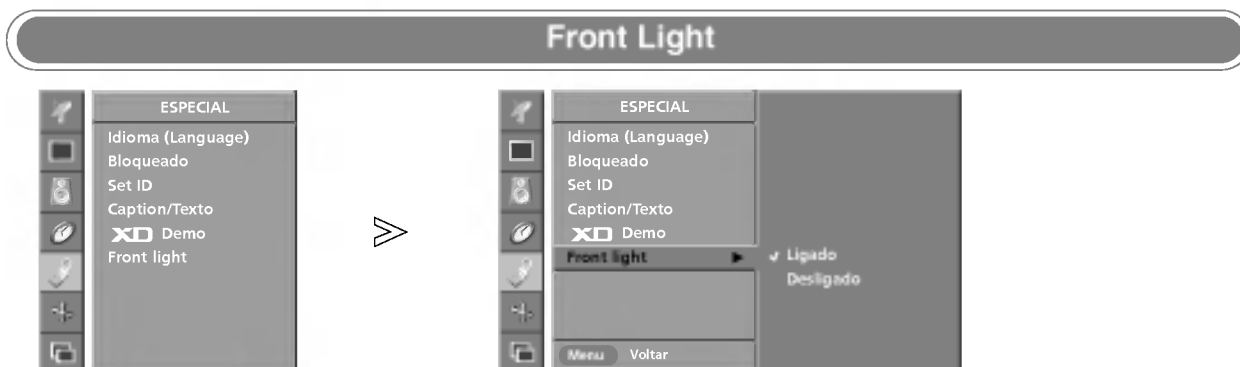 Front Light
ESPECIAL
Idioma (Language)
Bloqueado
Set ID
Caption/Texto
XD Demo
Front light
ESPECIAL
Idioma (Language)
Bloqueado
Set ID
Caption/Texto
XD Demo
Front light
Ligado
Desligado
Menu Voltar